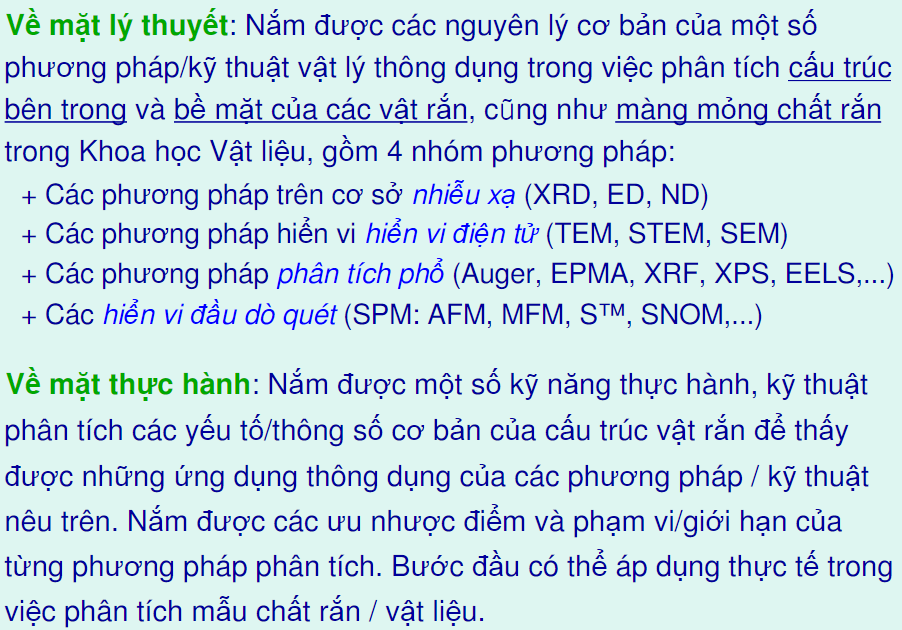 Về mặt lý thuyết: Nắm được các nguyên lý cơ bản của một số
phương pháp/kỹ thuật vật lý thông dụng trong việc phân tích cấu trúc
bên trong và bề mặt của các vật rắn, cũng như màng mỏng chất rắn
trong Khoa học Vật liệu, gồm 4 nhóm phương pháp:
+ Các phương pháp trên cơ sở nhiễu xạ (XRD, ED, ND)
+ Các phương pháp hiển vi hiển vi điện tử (TEM, STEM, SEM)
+ Các phương pháp phân tích phổ (Auger, EPMA, XRF, XPS, EELS,...)
+ Các hiển vi đầu dò quét (SPM: AFM, MFM, S™, SNOM,...)
Về mặt thực hành: Nắm được một số kỹ năng thực hành, kỹ thuật
phân tích các yếu tố/thông số cơ bản của cấu trúc vật rắn để thấy
được những ứng dụng thông dụng của các phương pháp / kỹ thuật
nêu trên. Nắm được các ưu nhược điểm và phạm vi/giới hạn của
từng phương pháp phân tích. Bước đầu có thể áp dụng thực tế trong
việc phân tích mẫu chất rắn / vật liệu.